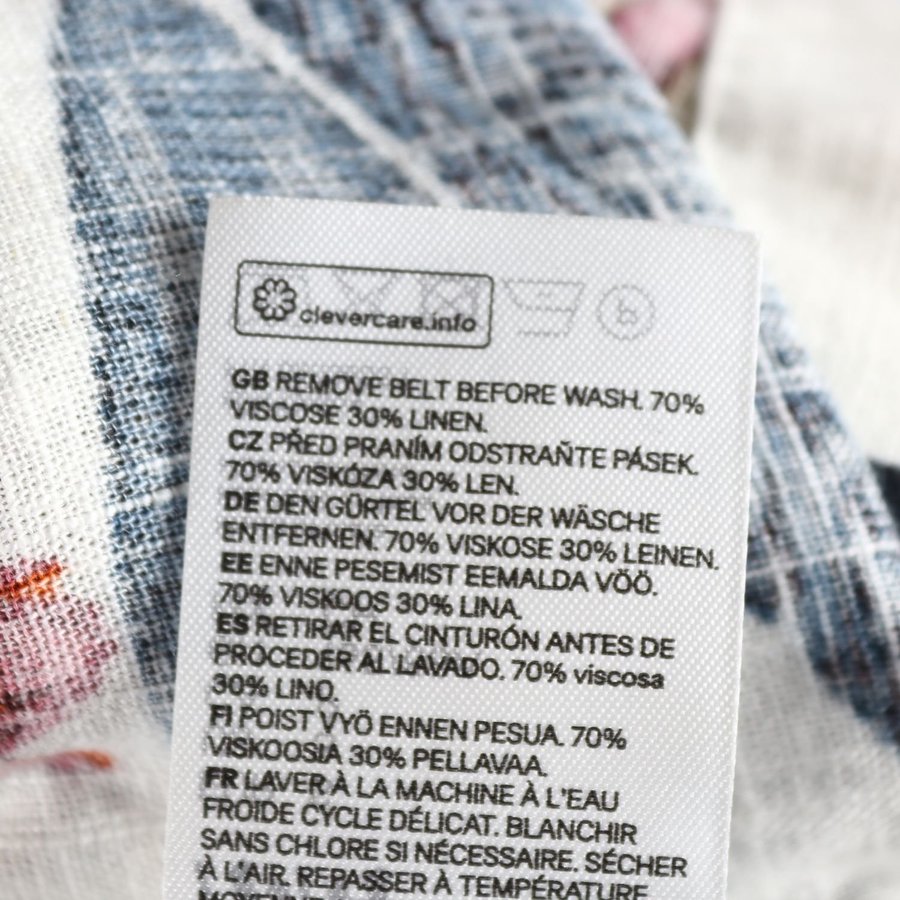 clevercare.info
GB REMOVE BELT BEFORE WASH. 70%
VISCOSE 30% LINEN.
CZ PŘED PRANÍM ODSTRAŇTE PÁSEK.
70% VISKÓZA 30% LEN.
DE DEN GÜRTEL VOR DER WÄSCHE
ENTFERNEN. 70% VISKOSE 30% LEINEN.
EE ENNE PESEMIST EEMALDA VÖÖ.
70% VISKOOS 30% LINA.
ES RETIRAR EL CINTURÓN ANTES DE
PROCEDER AL LAVADO. 70% viscosa
30% LINO.
FI POIST VYÖ ENNEN PESUA. 70%
VISKOOSIA 30% PELLAVAA.
FR LAVER À LA MACHINE À L'EAU
FROIDE CYCLE DÉLICAT. BLANCHIR
SANS CHLORE SI NÉCESSAIRE. SÉCHER
À L'AIR. REPASSER À TEMPÉRATURE